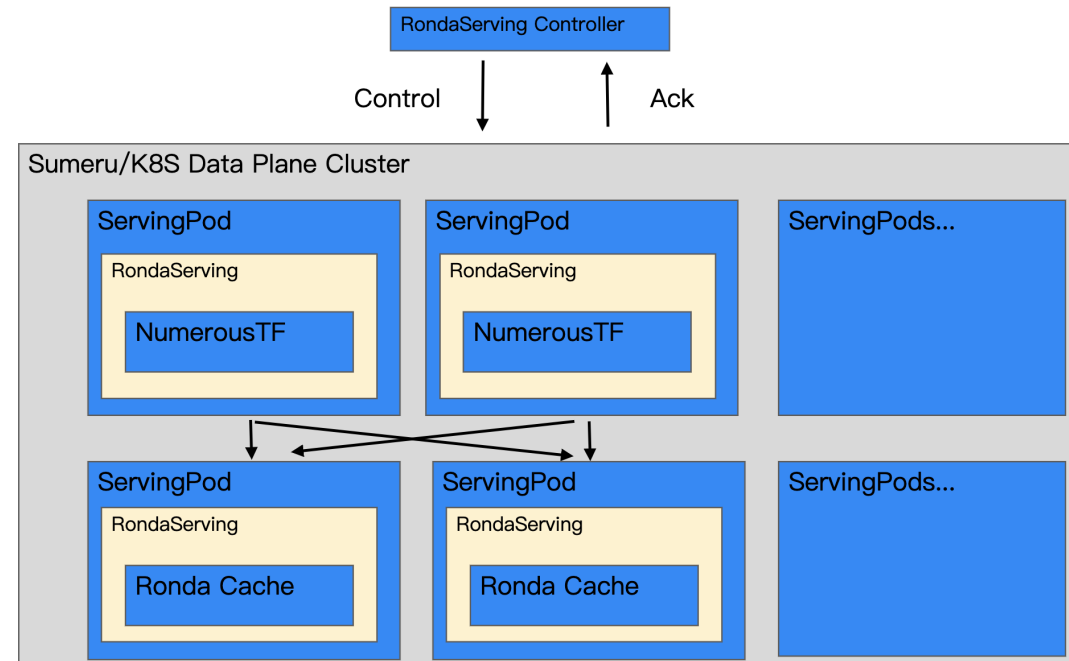 RondaServing Controller
Control
Ack
Sumeru/K8S Data Plane Cluster
ServingPod
ServingPod
ServingPods...
RondaServing
RondaServing
NumerousTF
NumerousTF
ServingPod
ServingPod
ServingPods...
RondaServing
RondaServing
Ronda Cache
Ronda Cache